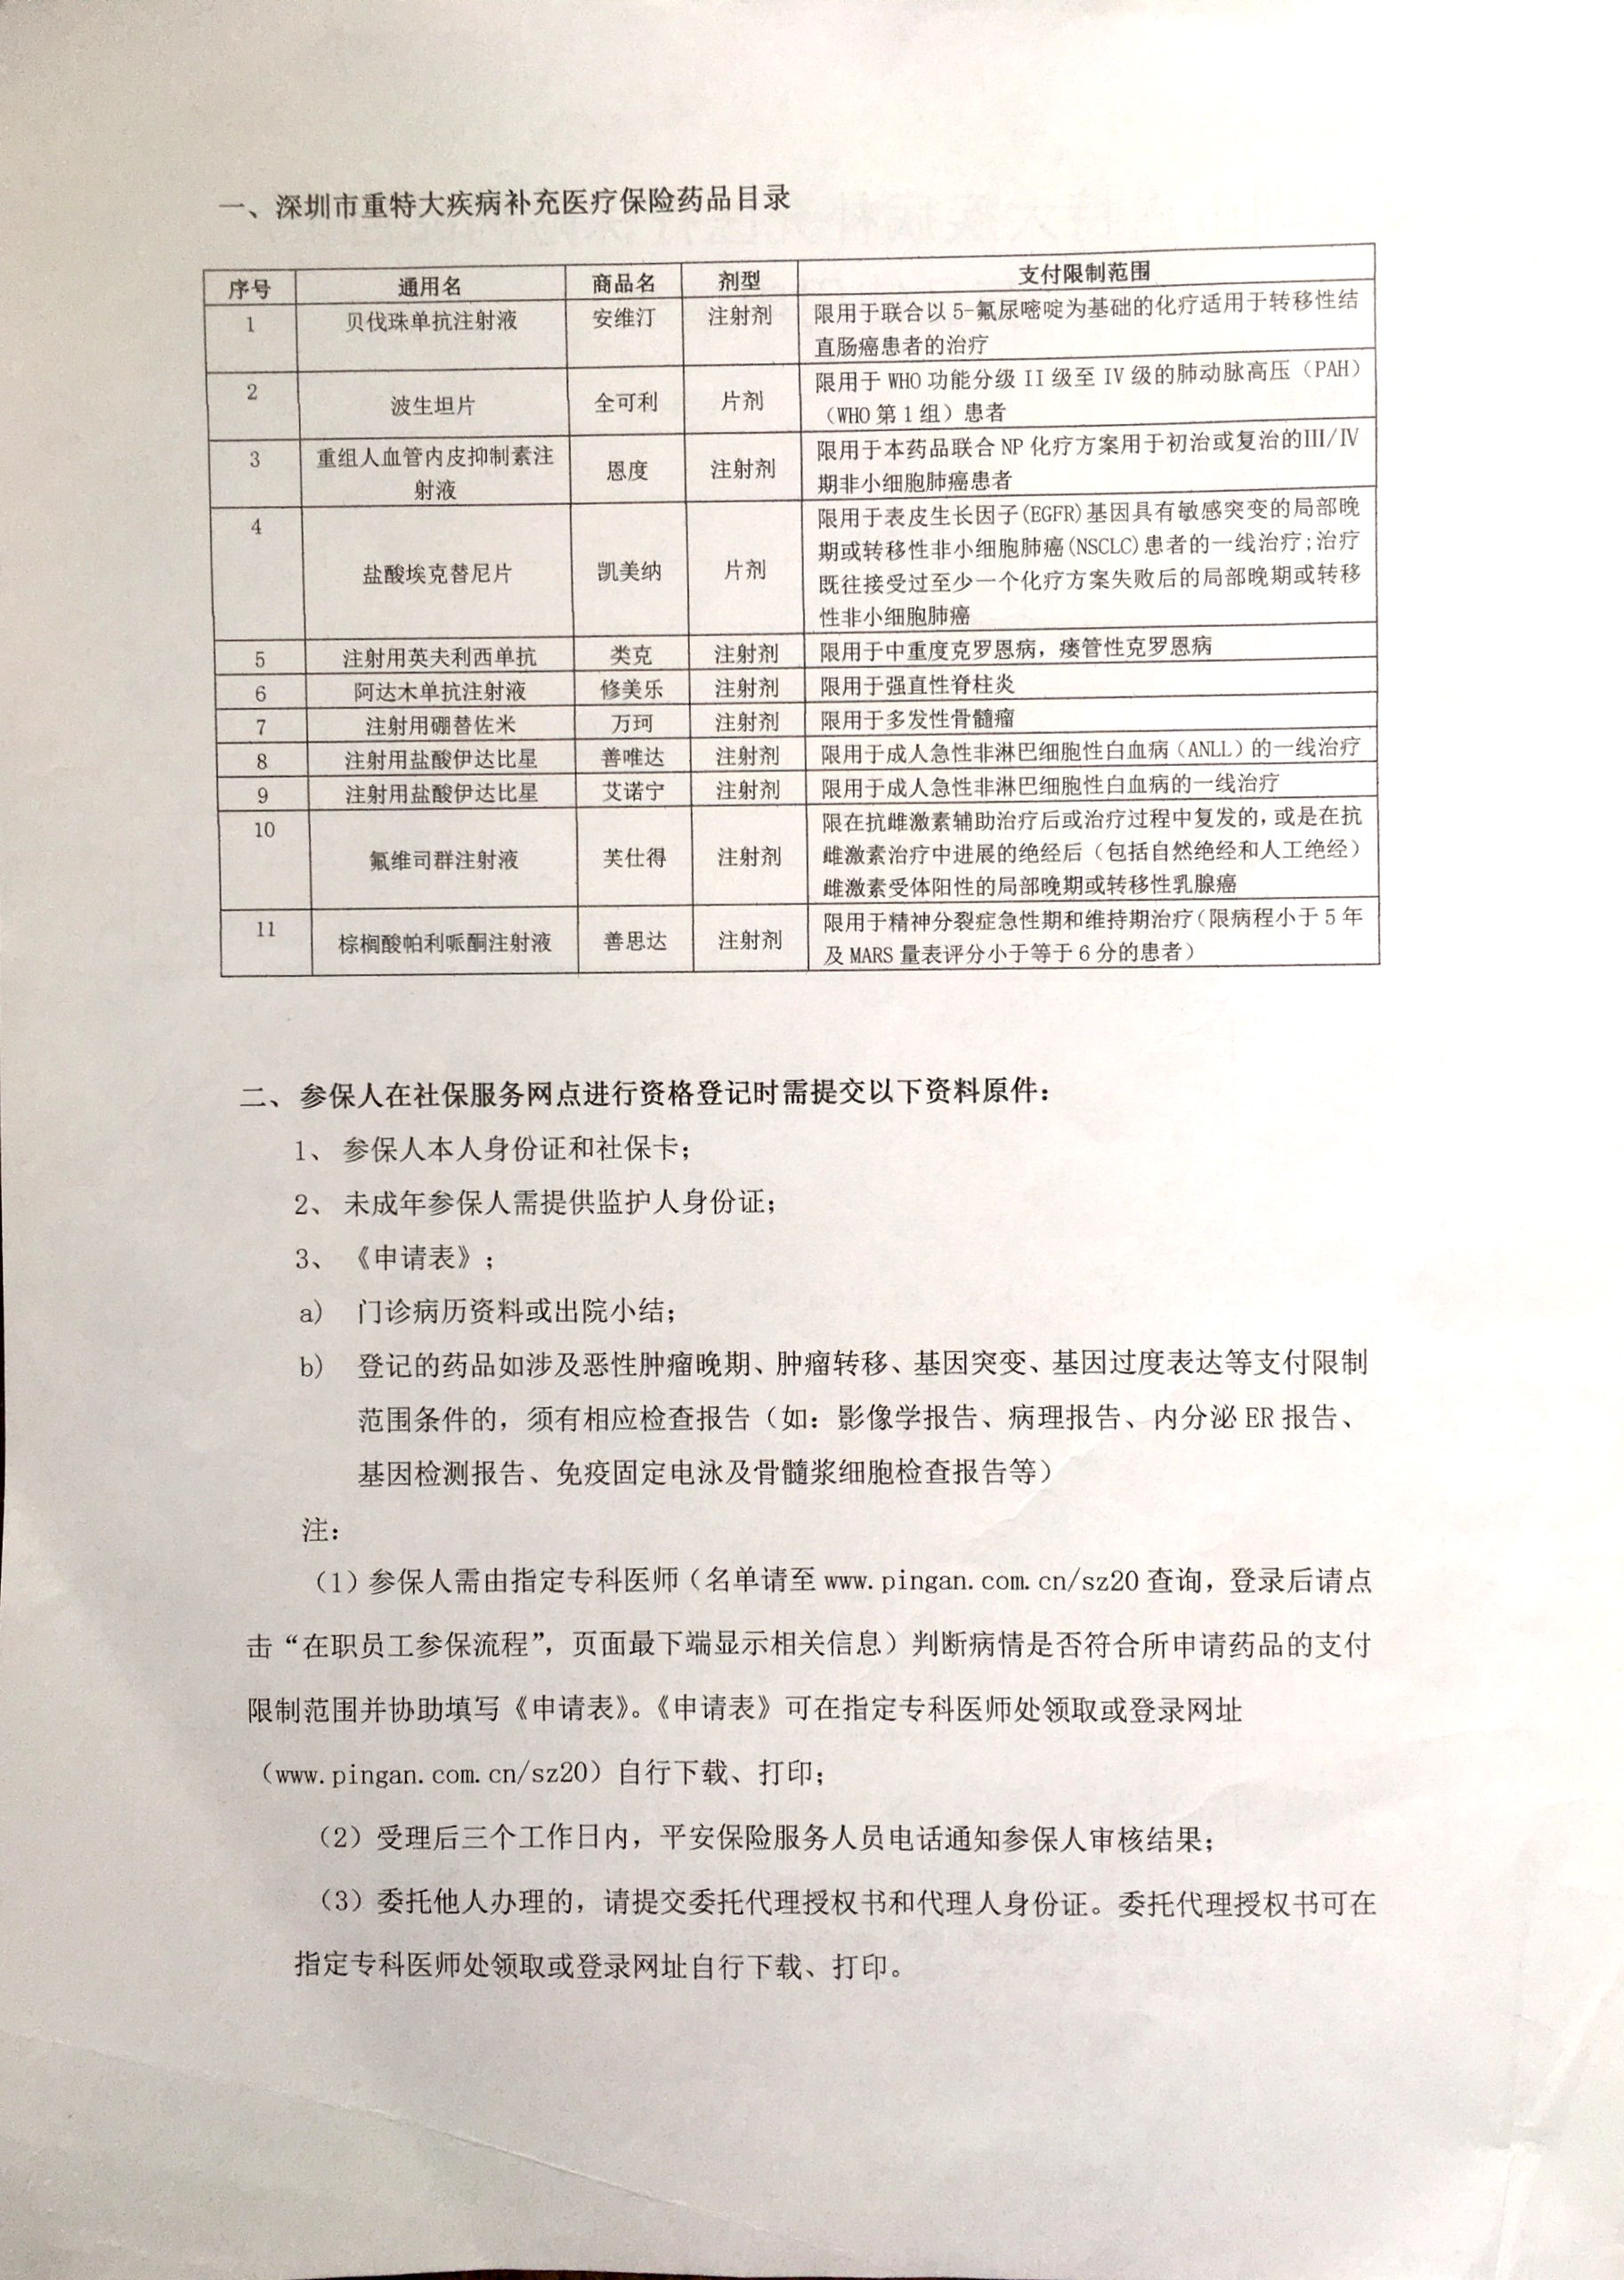 一、深圳市重特大疾病补充医疗保险药品目录
序号 通用名 商品名 剂型 支付限制范围
1 贝伐珠单抗注射液 安维汀 注射剂 限用于联合以 5-氟尿嘧啶为基础的化疗适用于转移性结
直肠癌患者的治疗
2 波生坦片 全可利 片剂 限用于 WHO 功能分级 II 级至 IV 级的肺动脉高压（PAH）
（WHO 第 1 组）患者
3 重组人血管内皮抑制素注 恩度 注射剂 限用于本药品联合 NP 化疗方案用于初治或复治的III/IV
射液 期非小细胞肺癌患者
4 盐酸埃克替尼片 凯美纳 片剂 限用于表皮生长因子(EGFR)基因具有敏感突变的局部晚
期或转移性非小细胞肺癌(NSCLC)患者的一线治疗;治疗
既往接受过至少一个化疗方案失败后的局部晚期或转移
性非小细胞肺癌
5 注射用英夫利西单抗 类克 注射剂 限用于中重度克罗恩病，瘘管性克罗恩病
6 阿达木单抗注射液 修美乐 注射剂 限用于强直性脊柱炎
7 注射用硼替佐米 万珂 注射剂 限用于多发性骨髓瘤
8 注射用盐酸伊达比星 善唯达 注射剂 限用于成人急性非淋巴细胞性白血病（ANLL）的一线治疗
9 注射用盐酸伊达比星 艾诺宁 注射剂 限用于成人急性非淋巴细胞性白血病的一线治疗
10 氟维司群注射液 芙仕得 注射剂 限在抗雌激素辅助治疗后或治疗过程中复发的，或是在抗
雌激素治疗中进展的绝经后（包括自然绝经和人工绝经）
雌激素受体阳性的局部晚期或转移性乳腺癌
11 棕榈酸帕利哌酮注射液 善思达 注射剂 限用于精神分裂症急性期和维持期治疗（限病程小于 5 年
及 MARS 量表评分小于等于 6 分的患者）
二、参保人在社保服务网点进行资格登记时需提交以下资料原件：
1、参保人本人身份证和社保卡；
2、未成年参保人需提供监护人身份证；
3、《申请表》；
a) 门诊病历资料或出院小结；
b) 登记的药品如涉及恶性肿瘤晚期、肿瘤转移、基因突变、基因过度表达等支付限制
范围条件的，须有相应检查报告（如：影像学报告、病理报告、内分泌 ER 报告、
基因检测报告、免疫固定电泳及骨髓浆细胞检查报告等）
注：
（1）参保人需由指定专科医师（名单请至 www.pingan.com.cn/sz20 查询，登录后请点
击“在职员工参保流程”，页面最下端显示相关信息）判断病情是否符合所申请药品的支付
限制范围并协助填写《申请表》。《申请表》可在指定专科医师处领取或登录网址
（www.pingan.com.cn/sz20）自行下载、打印；
（2）受理后三个工作日内，平安保险服务人员电话通知参保人审核结果；
（3）委托他人办理的，请提交委托代理授权书和代理人身份证。委托代理授权书可在
指定专科医师处领取或登录网址自行下载、打印。